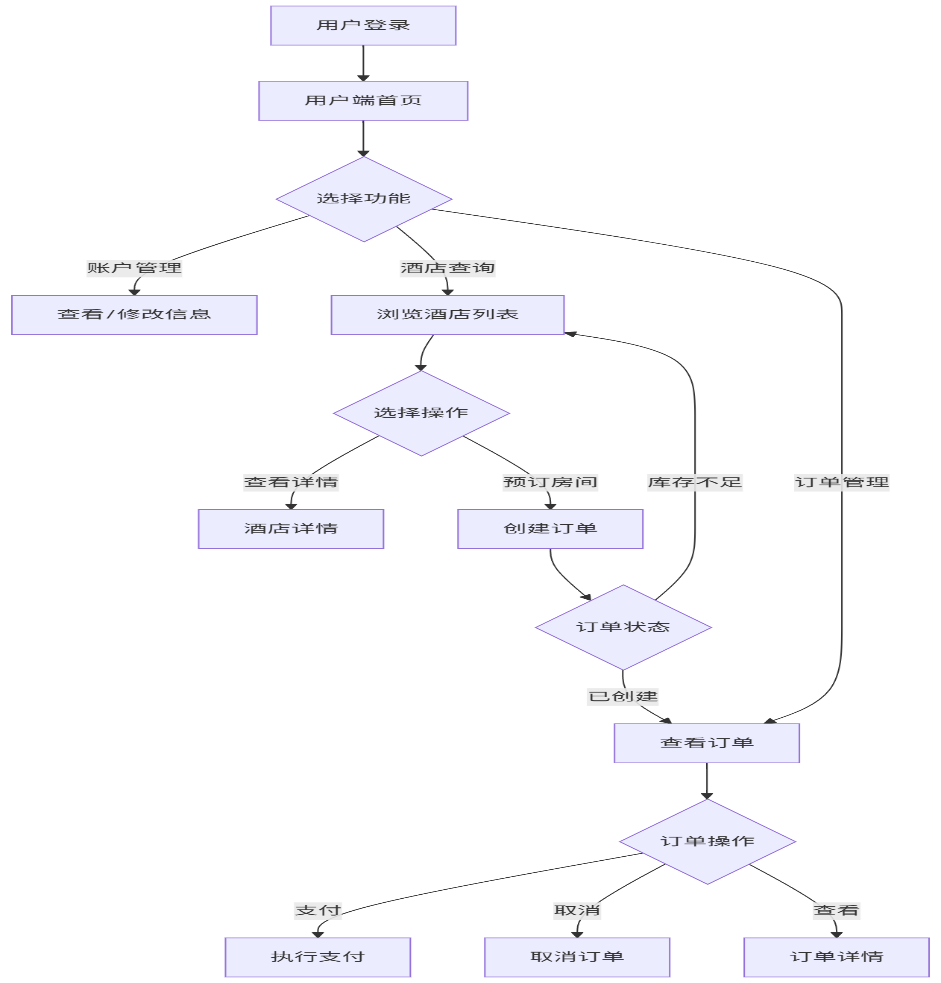 用户登录
用户端首页
选择功能
账户管理
酒店查询
查看/修改信息
浏览酒店列表
选择操作
查看详情
预订房间
库存不足
订单管理
酒店详情
创建订单
订单状态
已创建
查看订单
订单操作
支付
取消
查看
执行支付
取消订单
订单详情